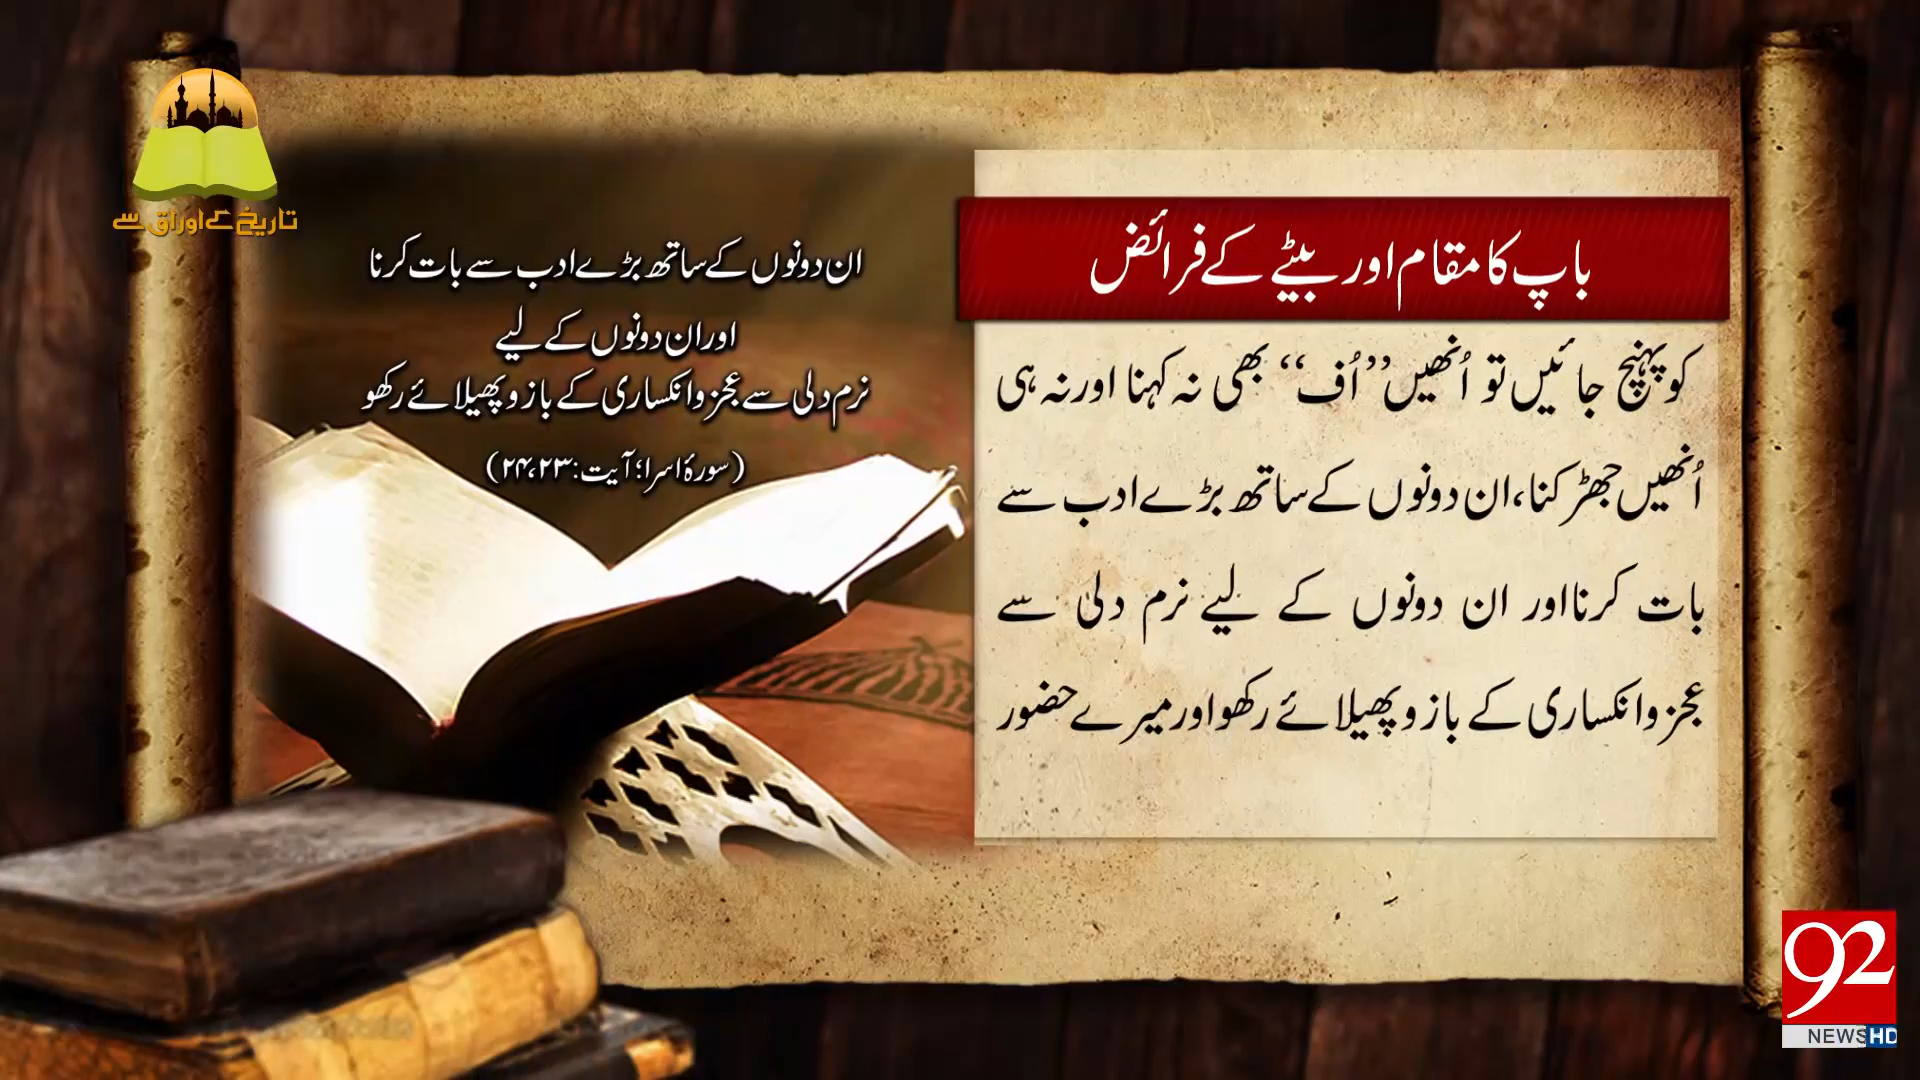 تاریخ کے اوراق سے
باپ کا مقام اور بیٹے کے فرائض
کو پہنچ جائیں تو اُنھیں ’’اُف‘‘ بھی نہ کہنا اور نہ ہی
اُنھیں جھڑکنا، ان دونوں کے ساتھ بڑے ادب سے
بات کرنا اور ان دونوں کے لیے نرم دلی سے
عجز و انکساری کے بازو پھیلائے رکھو اور میرے حضور
ان دونوں کے ساتھ بڑے ادب سے بات کرنا
اور ان دونوں کے لیے
نرم دلی سے عجز و انکساری کے بازو پھیلائے رکھو
(سورۂ اسرا؛ آیت: ۲۴،۲۳)
92
NEWS HD